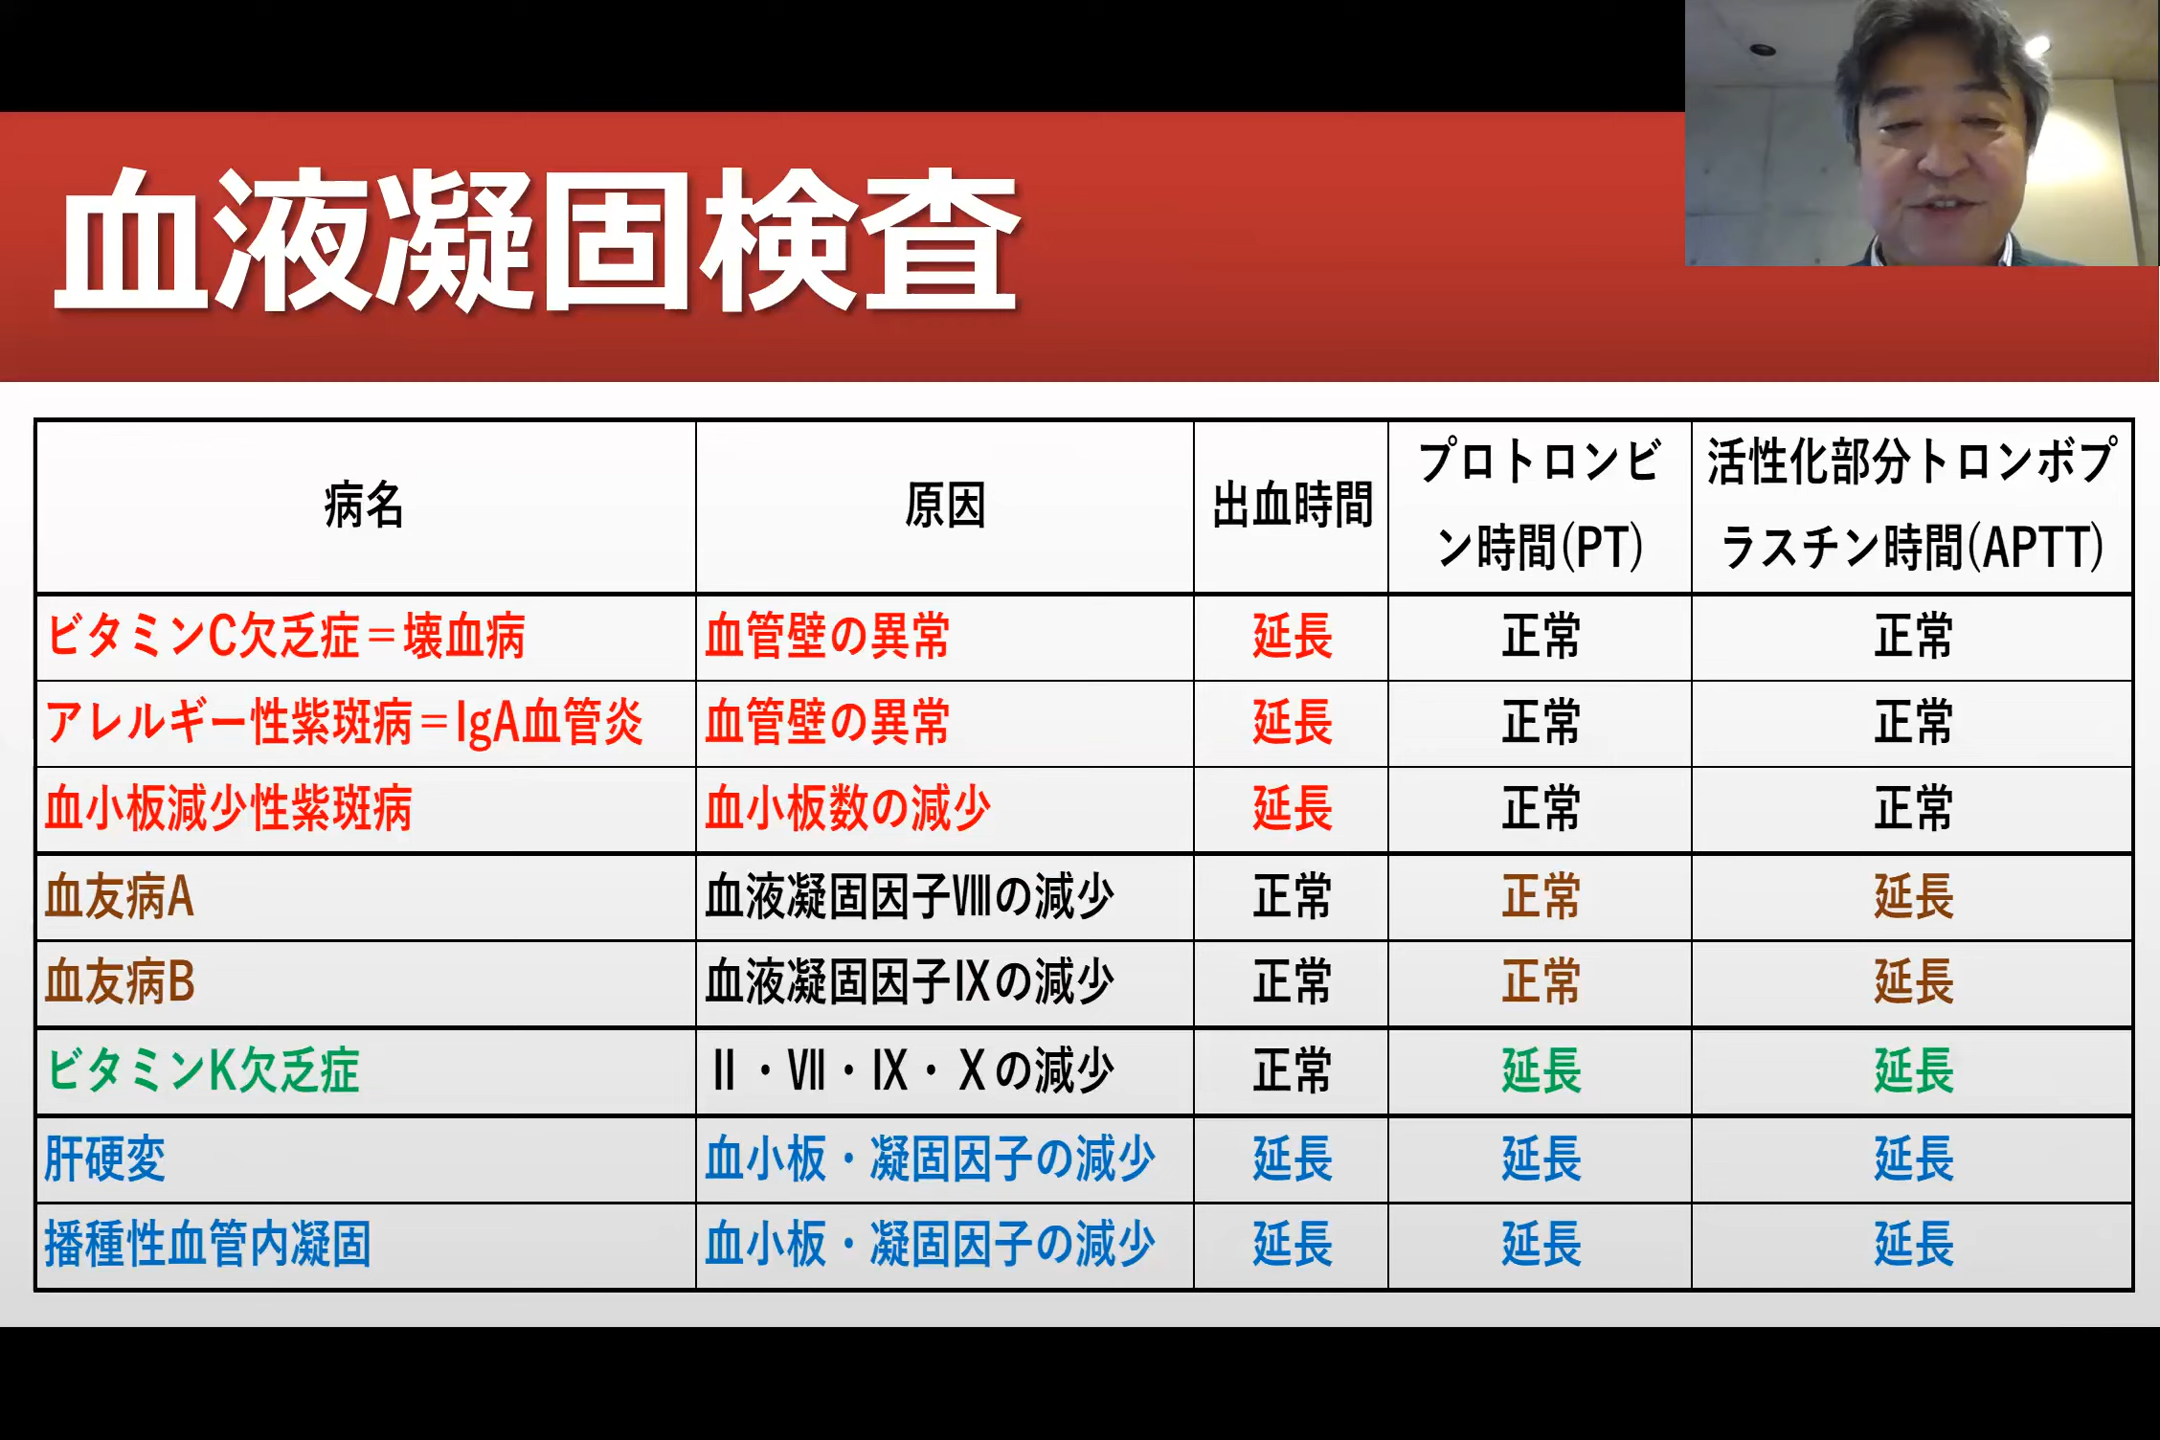 血液凝固検査
病名 原因 出血時間 プロトロンビン時間(PT) 活性化部分トロンボプラスチン時間(APTT)
ビタミンC欠乏症＝壊血病 血管壁の異常 延長 正常 正常
アレルギー性紫斑病＝IgA血管炎 血管壁の異常 延長 正常 正常
血小板減少性紫斑病 血小板数の減少 延長 正常 正常
血友病A 血液凝固因子Ⅷの減少 正常 正常 延長
血友病B 血液凝固因子Ⅸの減少 正常 正常 延長
ビタミンK欠乏症 Ⅱ・Ⅶ・Ⅸ・Ⅹの減少 正常 延長 延長
肝硬変 血小板・凝固因子の減少 延長 延長 延長
播種性血管内凝固 血小板・凝固因子の減少 延長 延長 延長